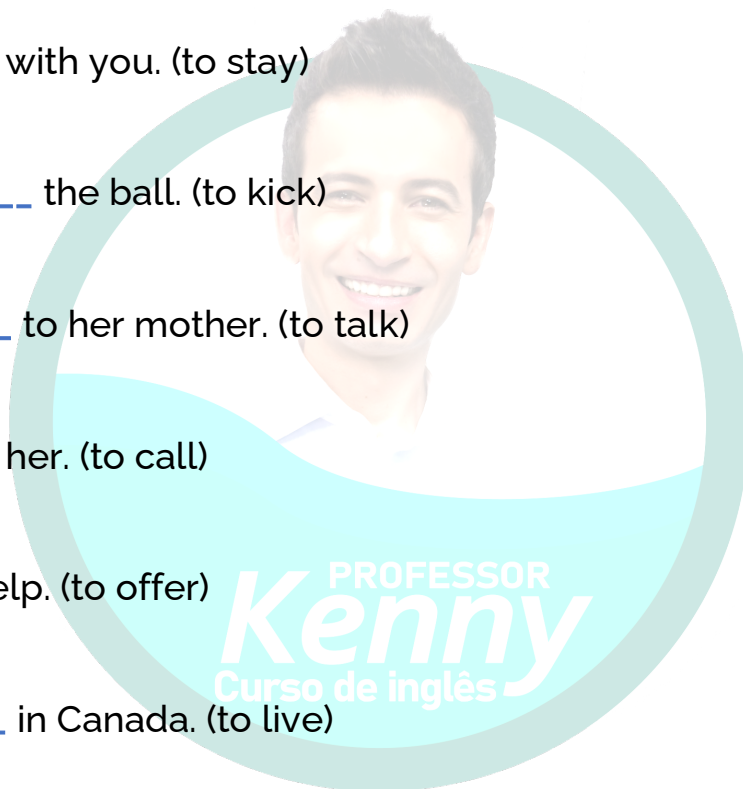 with you. (to stay)
__ the ball. (to kick)
_ to her mother. (to talk)
her. (to call)
elp. (to offer)
PROFESSOR
Kenny
Curso de inglês
_ in Canada. (to live)